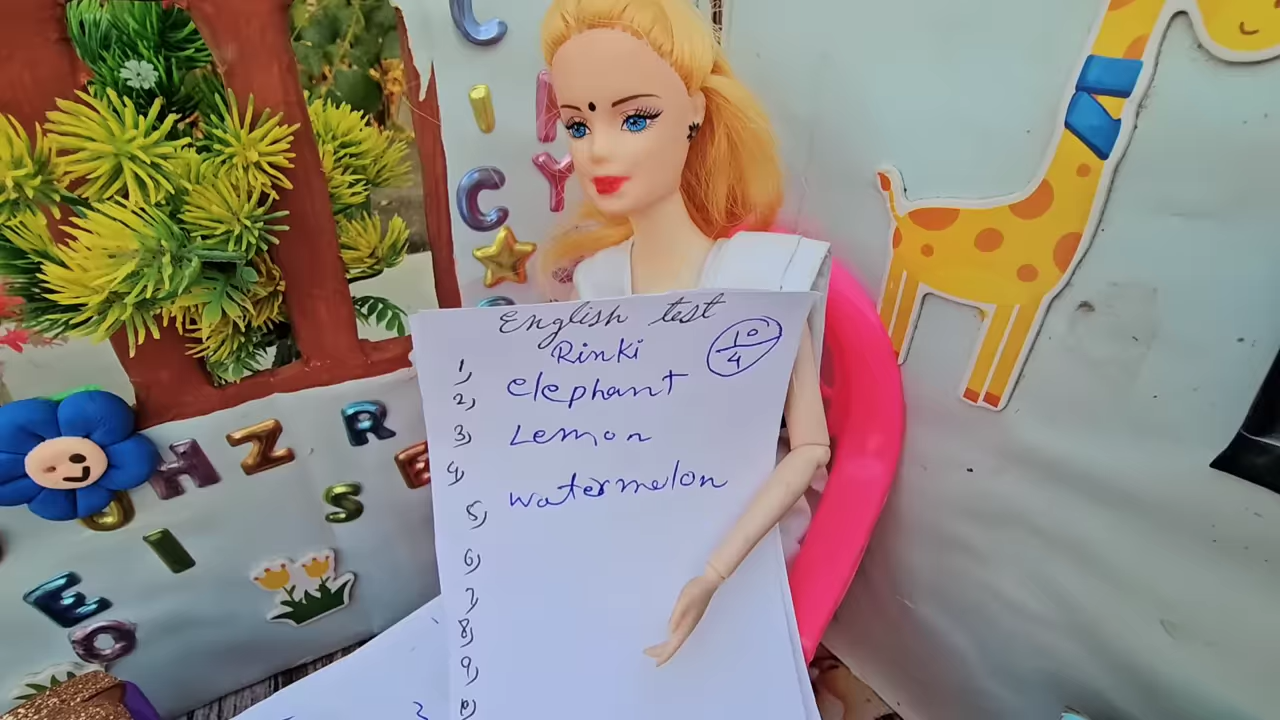 English test
Rinki
10/4
1)
2) elephant
3) Lemon
4)
5) watermelon
6)
7)
8)
9)
10)
C
I
C
Y
H Z R
S
I
E
O